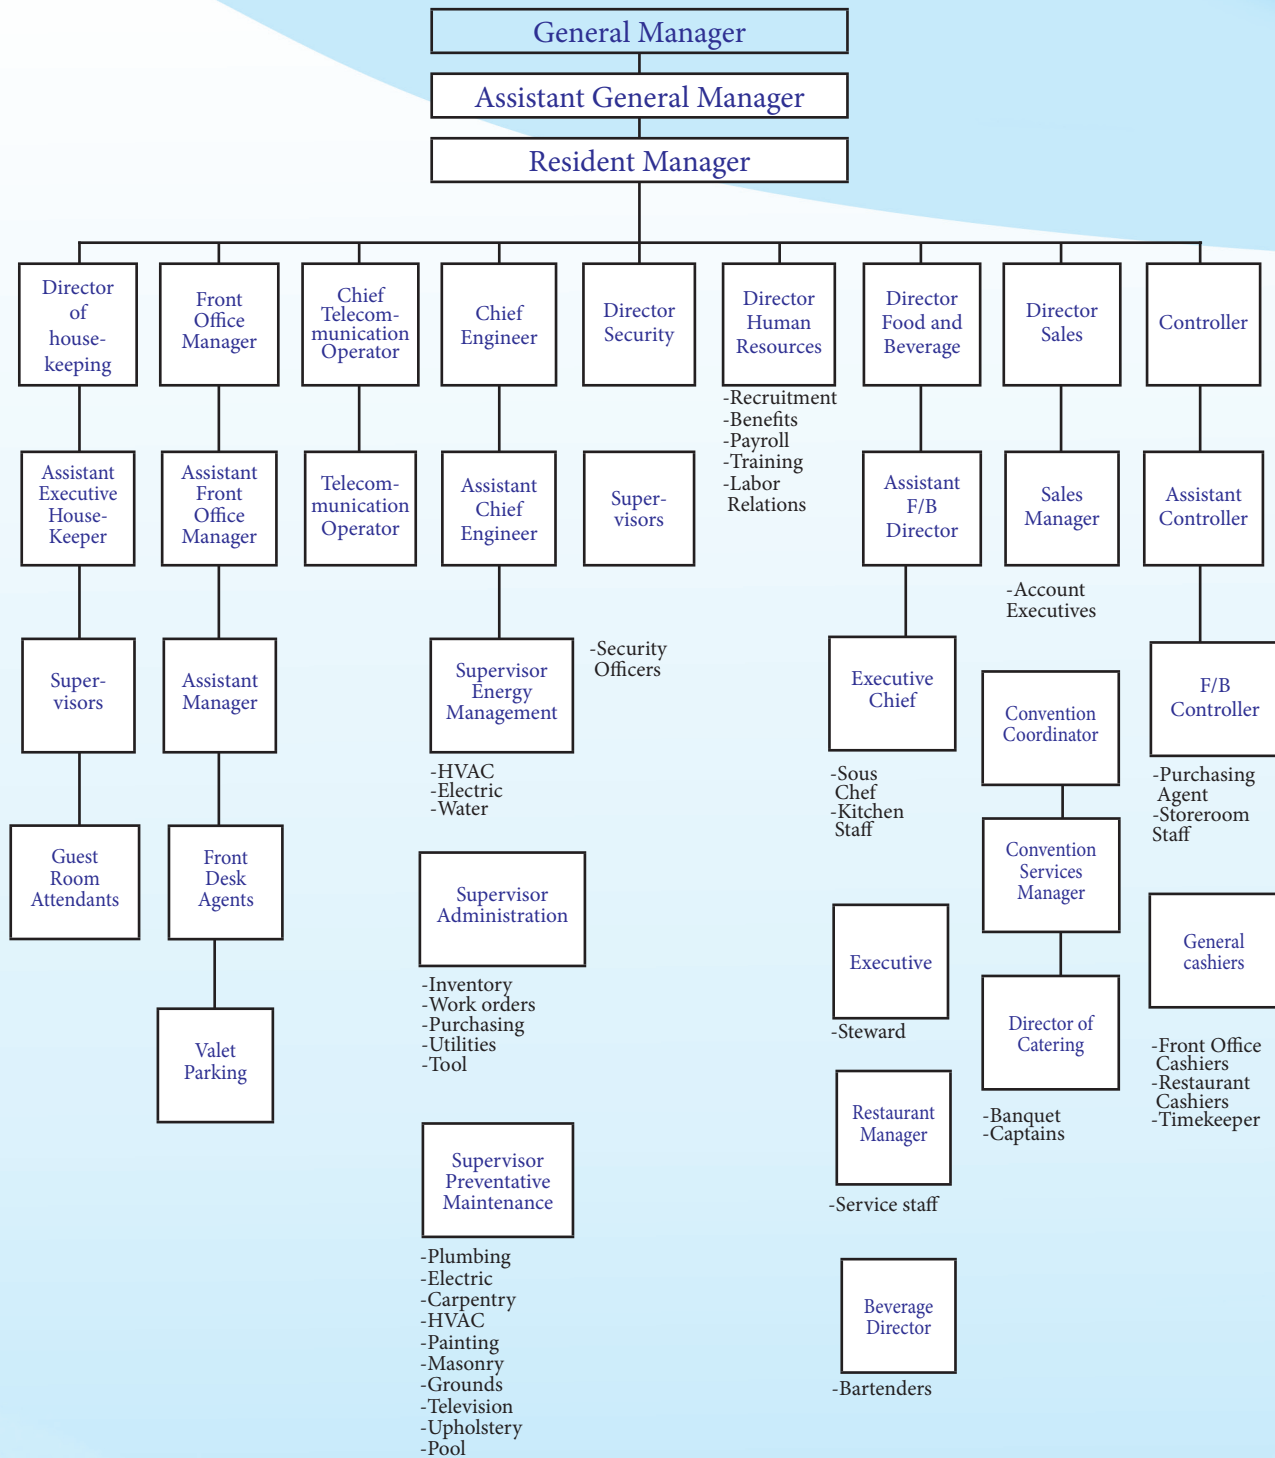 General Manager
Assistant General Manager
Resident Manager
Director
of
house-
keeping
Front
Office
Manager
Chief
Telecom-
munication
Operator
Chief
Engineer
Director
Security
Director
Human
Resources
Director
Food and
Beverage
Director
Sales
Controller
-Recruitment
-Benefits
-Payroll
-Training
-Labor
Relations
Assistant
Executive
House-
Keeper
Assistant
Front
Office
Manager
Telecom-
munication
Operator
Assistant
Chief
Engineer
Super-
visors
Assistant
F/B
Director
Sales
Manager
Assistant
Controller
-Account
Executives
Super-
visors
Assistant
Manager
Supervisor
Energy
Management
-Security
Officers
Executive
Chief
Convention
Coordinator
F/B
Controller
-HVAC
-Electric
-Water
-Sous
Chef
-Kitchen
Staff
-Purchasing
Agent
-Storeroom
Staff
Guest
Room
Attendants
Front
Desk
Agents
Supervisor
Administration
Convention
Services
Manager
Executive
General
cashiers
-Inventory
-Work orders
-Purchasing
-Utilities
-Tool
-Steward
Director of
Catering
Valet
Parking
-Front Office
Cashiers
-Restaurant
Cashiers
-Timekeeper
Restaurant
Manager
-Banquet
-Captains
Supervisor
Preventative
Maintenance
-Service staff
-Plumbing
-Electric
-Carpentry
-HVAC
-Painting
-Masonry
-Grounds
-Television
-Upholstery
-Pool
Beverage
Director
-Bartenders